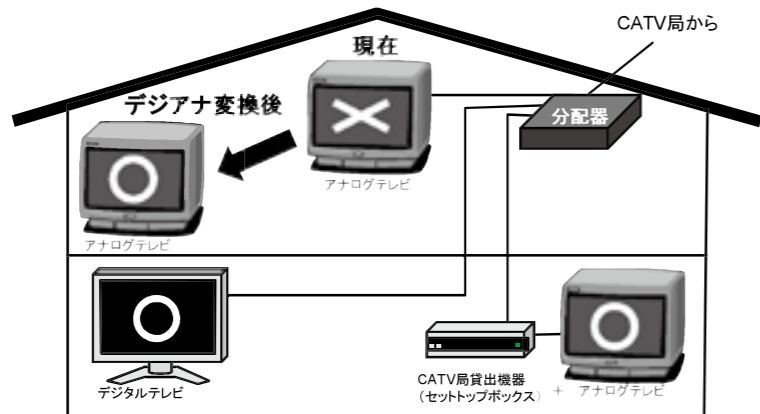 CATV局から
現在
デジアナ変換後
分配器
アナログテレビ
アナログテレビ
デジタルテレビ
CATV局貸出機器
(セットトップボックス) + アナログテレビ